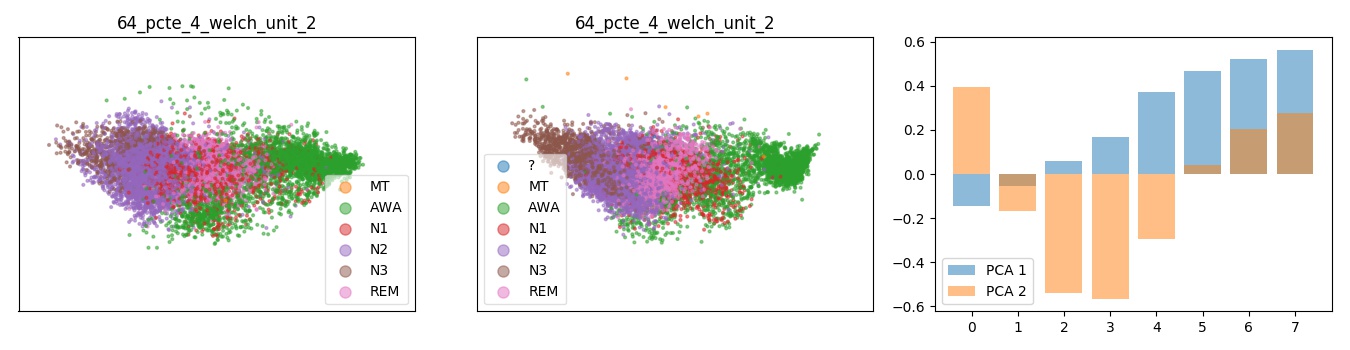 64_pcte_4_welch_unit_2
MT
AWA
N1
N2
N3
REM
64_pcte_4_welch_unit_2
?
MT
AWA
N1
N2
N3
REM
0.6
0.4
0.2
0.0
−0.2
−0.4
−0.6
PCA 1
PCA 2
0 1 2 3 4 5 6 7